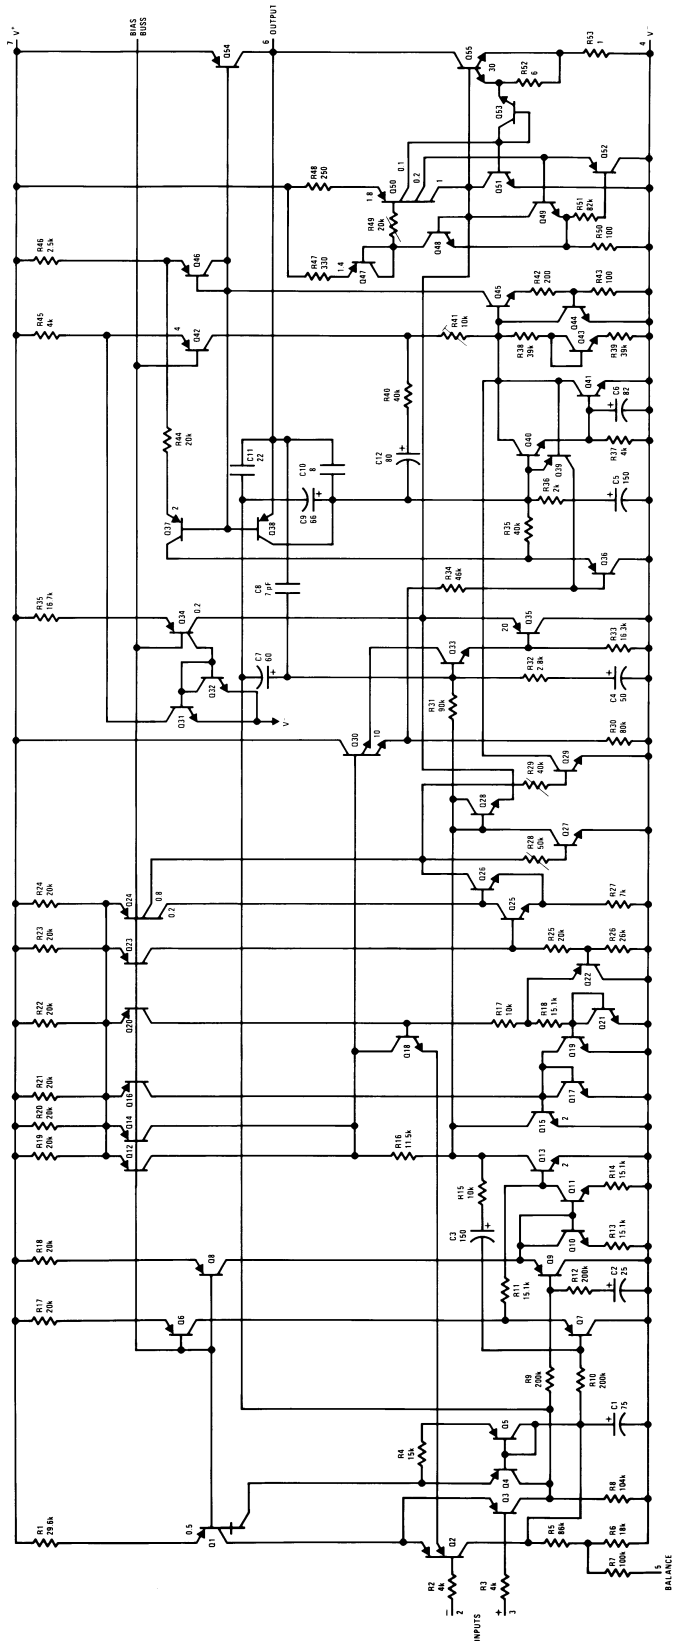 7 V+
BIAS
BUSS
6 OUTPUT
4 V-
R1
29.6k
R17
20k
R18
20k
R19
20k
R20
20k
R21
20k
R22
20k
R23
20k
R24
20k
R35
16.7k
R45
4k
R46
2.5k
Q1
0.5
Q6
Q8
Q12
Q14
Q16
Q20
Q23
Q24
0.8
0.2
Q31
Q32
Q34
0.2
V-
Q37
2
R44
20k
Q42
4
Q46
Q54
C7
60
C8
7 pF
Q38
C9
66
C10
8
C11
22
C12
80
R40
40k
R41
10k
R47
330
R48
250
Q47
1.4
R49
20k
Q50
1.8
0.1
0.2
1
Q48
Q30
10
Q18
R16
11.5k
R31
90k
Q33
R34
46k
Q35
20
R4
15k
Q2
R2
4k
-
2
INPUTS
+
3
R3
4k
Q3
Q4
Q5
R5
86k
R6
18k
R7
100k
5
BALANCE
R8
104k
C1
75
R9
200k
R10
200k
Q7
R11
15.1k
C2
25
R12
200k
Q9
Q10
R13
15.1k
Q11
R14
15.1k
C3
150
R15
10k
Q13
2
Q15
2
Q17
Q19
Q21
R17
10k
R18
15.1k
Q22
R25
20k
R26
26k
Q25
Q26
R27
7k
R28
50k
Q27
Q28
R29
40k
Q29
R30
80k
R32
2.8k
C4
50
R33
16.3k
Q36
R35
40k
R36
2k
C5
150
Q39
Q40
R37
4k
C6
82
Q41
R38
39k
Q43
R39
39k
Q44
Q45
R42
200
R43
100
Q49
R50
100
R51
82k
Q51
Q52
Q53
Q55
30
R52
6
R53
1